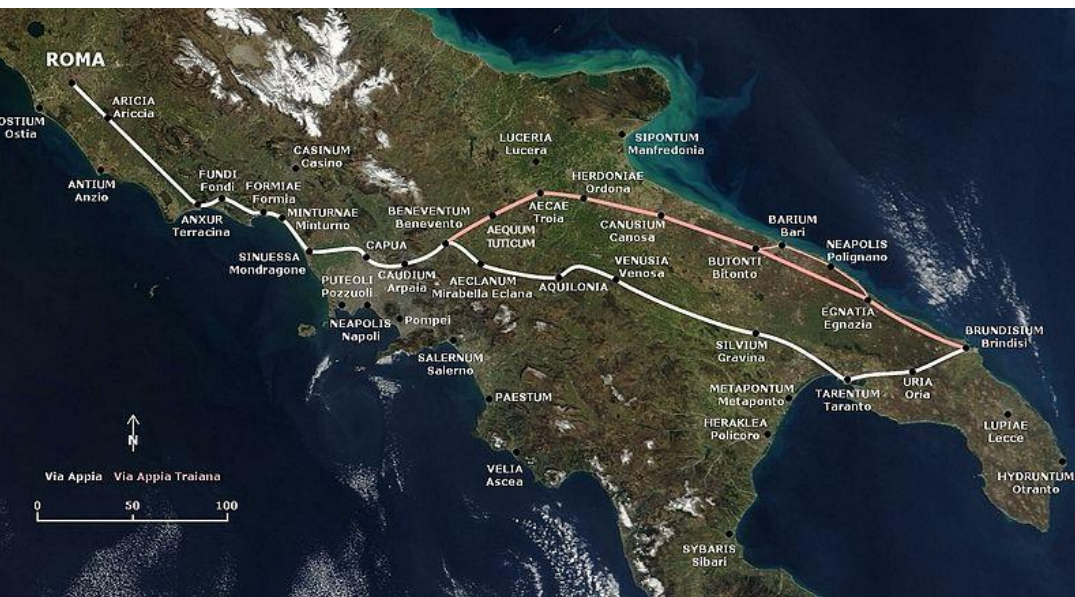 ROMA
ARICIA
Ariccia
OSTIUM
Ostia
ANTIUM
Anzio
CASINUM
Casino
FUNDI
Fondi
FORMIAE
Formia
ANXUR
Terracina
MINTURNAE
Minturno
SINUESSA
Mondragone
CAPUA
CAUDIUM
Arpaia
PUTEOLI
Pozzuoli
NEAPOLIS
Napoli
Pompei
SALERNUM
Salerno
PAESTUM
VELIA
Ascea
BENEVENTUM
Benevento
AEQUUM
TUTICUM
AECLANUM
Mirabella Eclana
AQUILONIA
VENUSIA
Venosa
LUCERIA
Lucera
SIPONTUM
Manfredonia
AECAE
Troia
HERDONIAE
Ordona
CANUSIUM
Canosa
BUTONTI
Bitonto
BARIUM
Bari
NEAPOLIS
Polignano
EGNATIA
Egnazia
BRUNDISIUM
Brindisi
SILVIUM
Gravina
METAPONTUM
Metaponto
HERAKLEA
Policoro
TARENTUM
Taranto
URIA
Oria
LUPIAE
Lecce
HYDRUNTUM
Otranto
SYBARIS
Sibari
N
Via Appia Via Appia Traiana
0 50 100